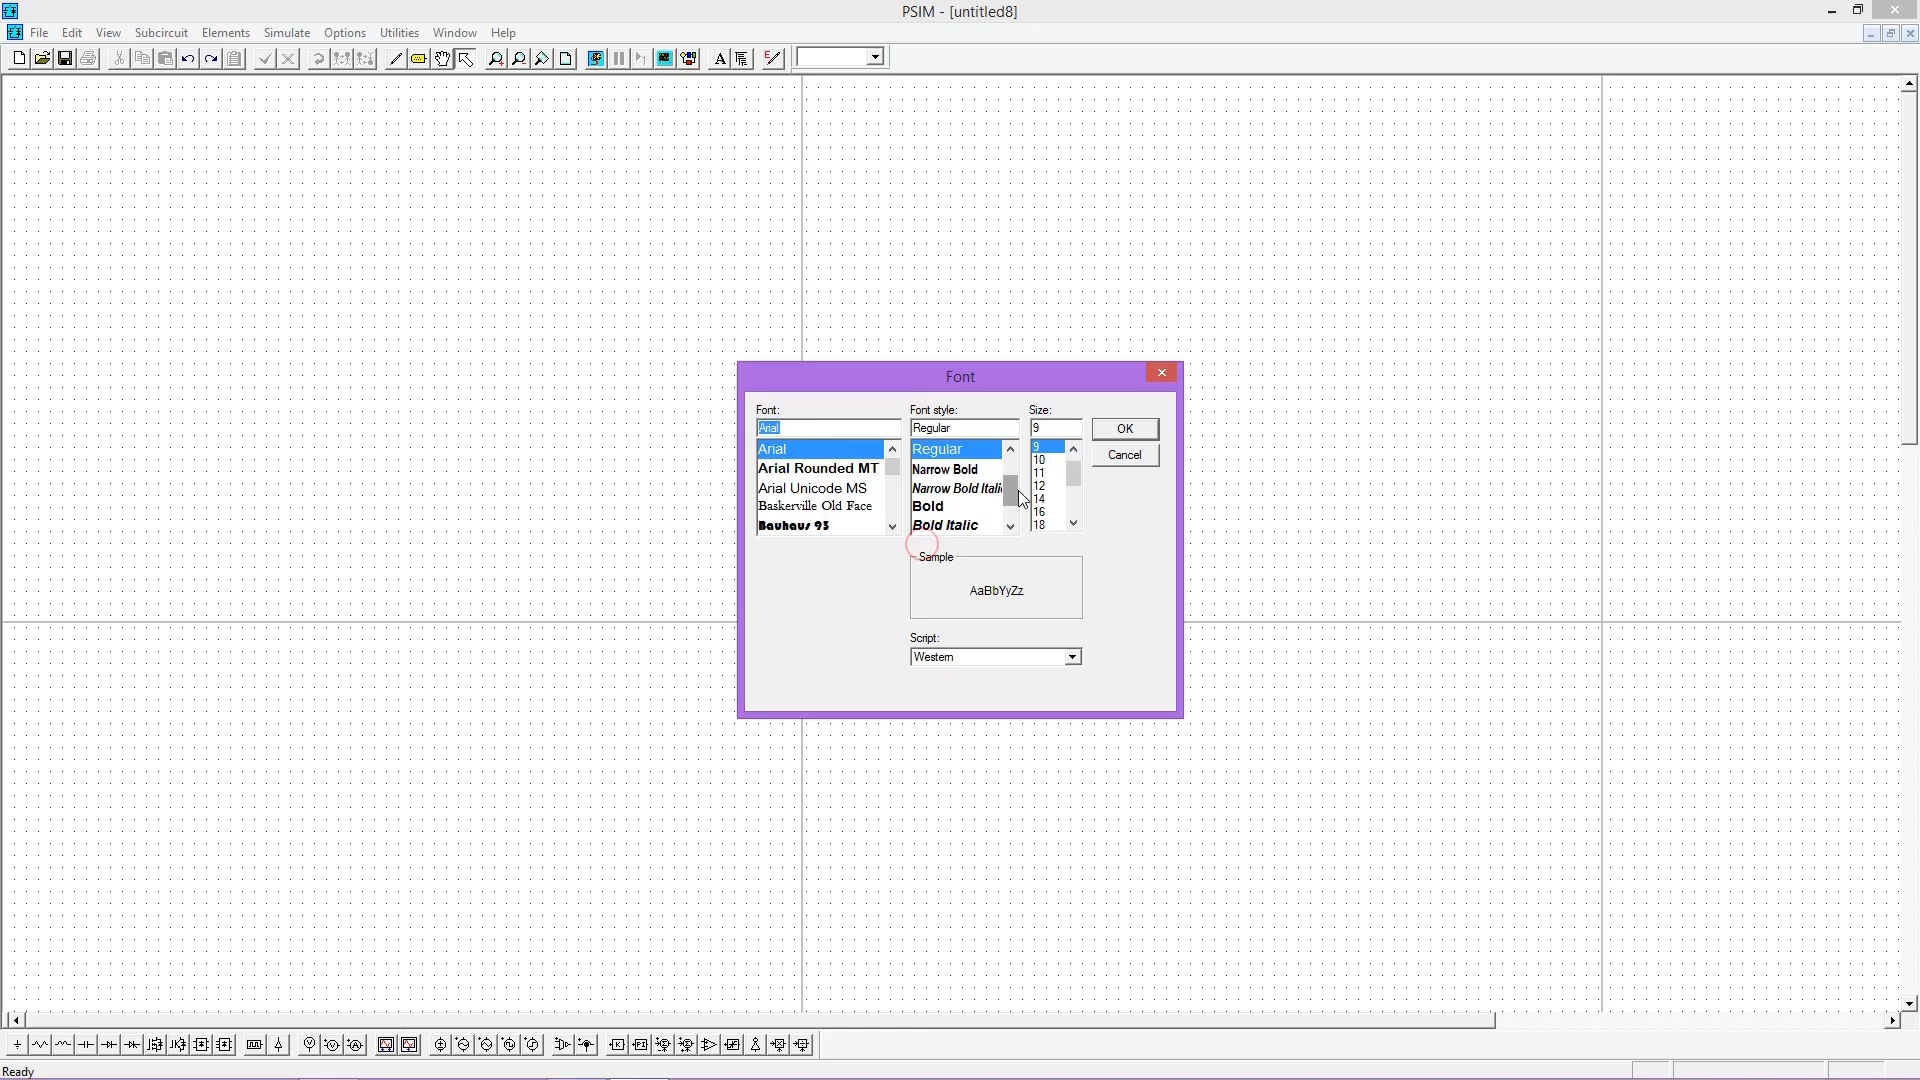 PSIM - [untitled8]
File Edit View Subcircuit Elements Simulate Options Utilities Window Help
Font
Font: Font style: Size:
Arial Regular 9 OK
Arial Regular 9 Cancel
Arial Rounded MT Narrow Bold 10
Arial Unicode MS Narrow Bold Itali 11
Baskerville Old Face Bold 12
Bauhaus 93 Bold Italic 14
16
18
Sample
AaBbYyZz
Script:
Western
Ready